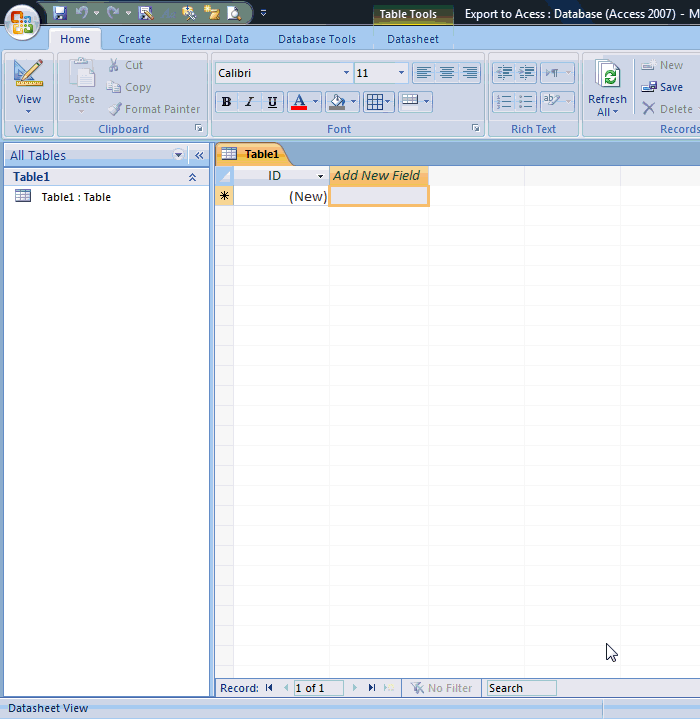 Table Tools Export to Acess : Database (Access 2007) - M
Home Create External Data Database Tools Datasheet
View
Views
Paste
Cut
Copy
Format Painter
Clipboard
Calibri 11
B I U A
Font
ab
Rich Text
Refresh
All
New
Save
Delete
Records
All Tables
Table1
Table1 : Table
Table1
ID Add New Field
(New)
Record: 1 of 1 No Filter Search
Datasheet View